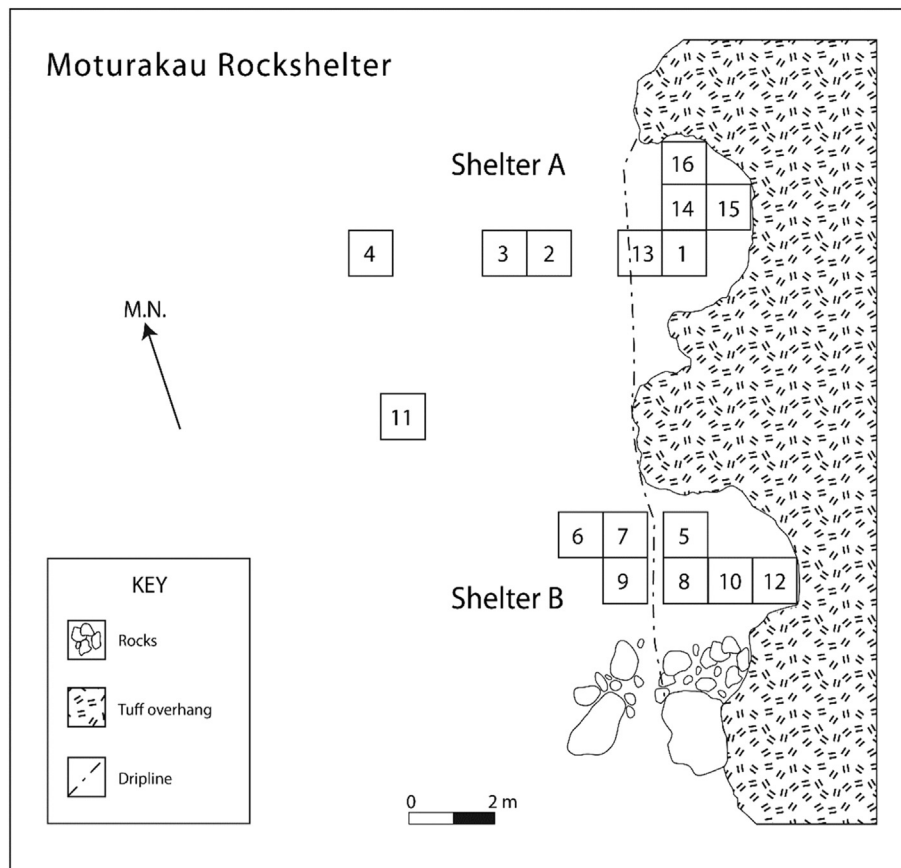 Moturakau Rockshelter
Shelter A
16
14 15
4 3 2 13 1
M.N.
11
6 7 5
9 8 10 12
Shelter B
KEY
Rocks
Tuff overhang
Dripline
0 2 m